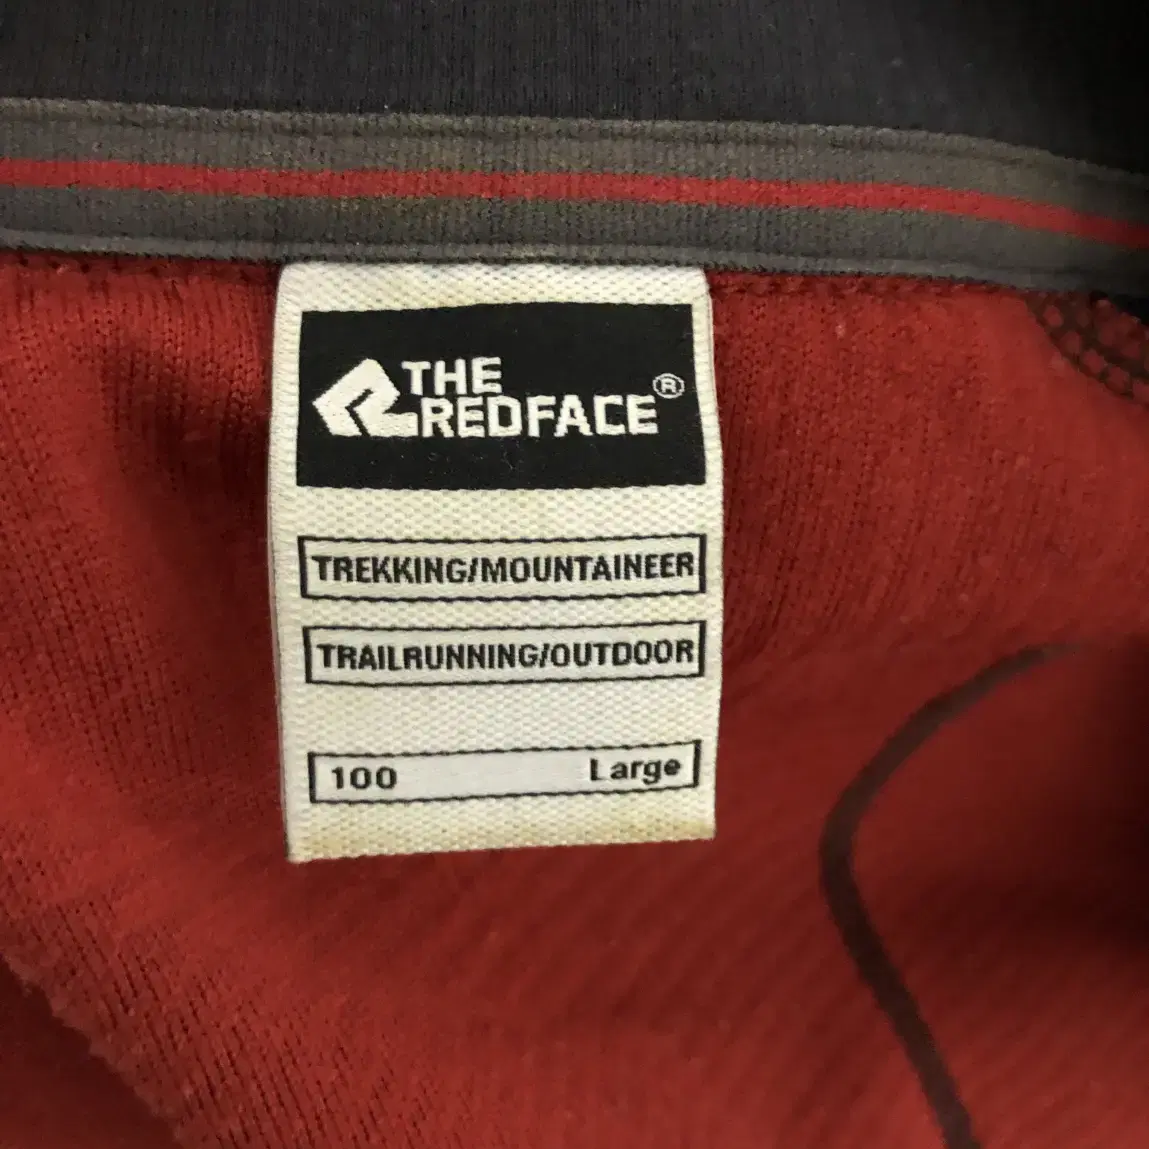 THE
REDFACE®
TREKKING/MOUNTAINEER
TRAILRUNNING/OUTDOOR
100 Large